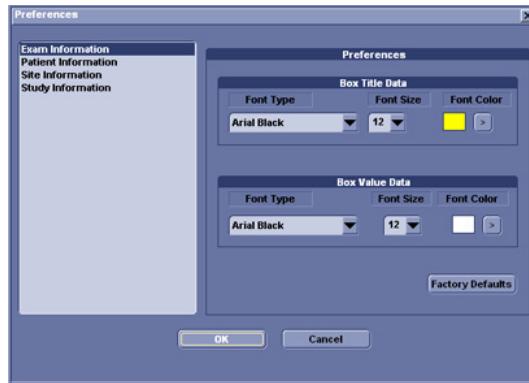 Preferences
Exam Information
Patient Information
Site Information
Study Information
Preferences
Box Title Data
Font Type Font Size Font Color
Arial Black 12 >
Box Value Data
Font Type Font Size Font Color
Arial Black 12 >
Factory Defaults
OK Cancel